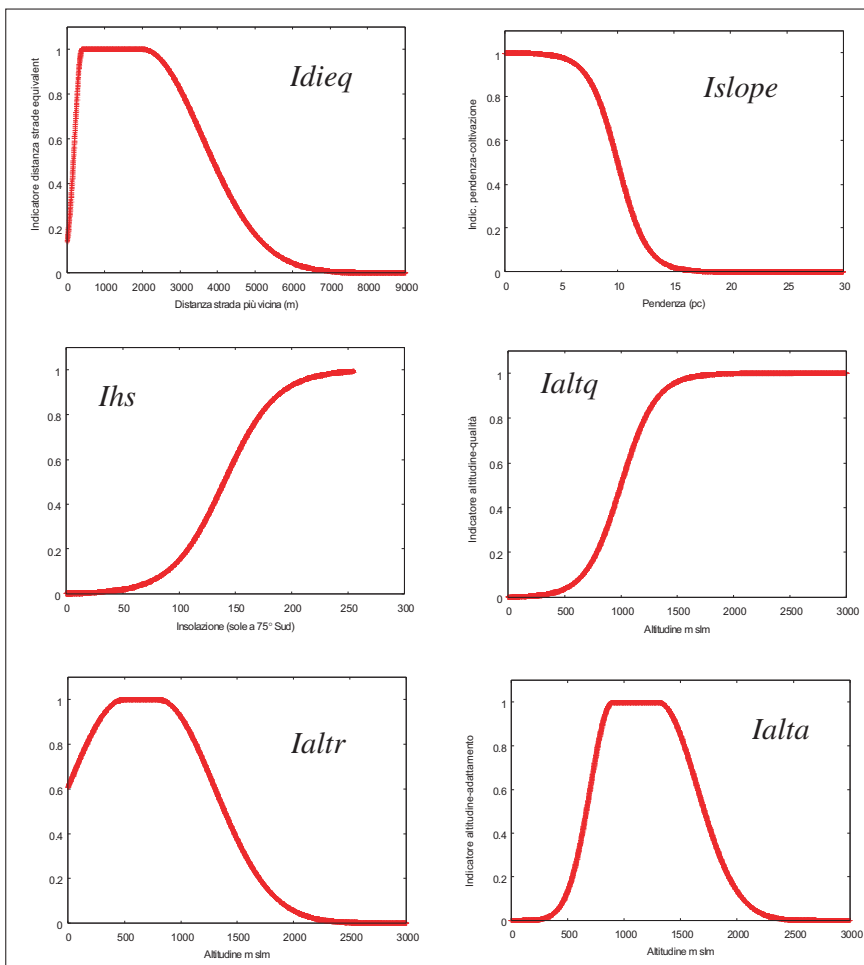 Idieq
Indicatore distanza strade equivalent
1
0.8
0.6
0.4
0.2
0
0 1000 2000 3000 4000 5000 6000 7000 8000 9000
Distanza strada più vicina (m)
Islope
Indic. pendenza-coltivazione
1
0.8
0.6
0.4
0.2
0
0 5 10 15 20 25 30
Pendenza (pc)
Ihs
1
0.8
0.6
0.4
0.2
0
0 50 100 150 200 250 300
Insolazione (sole a 75° Sud)
Ialtq
Indicatore altitudine-qualità
1
0.8
0.6
0.4
0.2
0
0 500 1000 1500 2000 2500 3000
Altitudine m slm
Ialtr
1
0.8
0.6
0.4
0.2
0
0 500 1000 1500 2000 2500 3000
Altitudine m slm
Ialta
Indicatore altitudine-adattamento
1
0.8
0.6
0.4
0.2
0
0 500 1000 1500 2000 2500 3000
Altitudine m slm